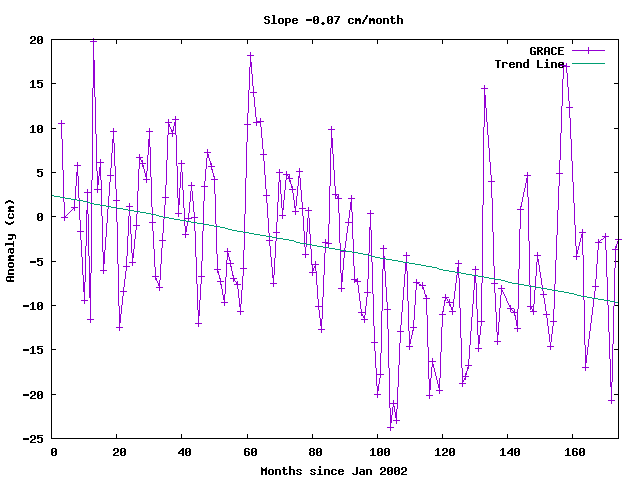 Slope -0.07 cm/month
20
15
10
5
0
-5
-10
-15
-20
-25
Anomaly (cm)
GRACE
Trend Line
0 20 40 60 80 100 120 140 160
Months since Jan 2002